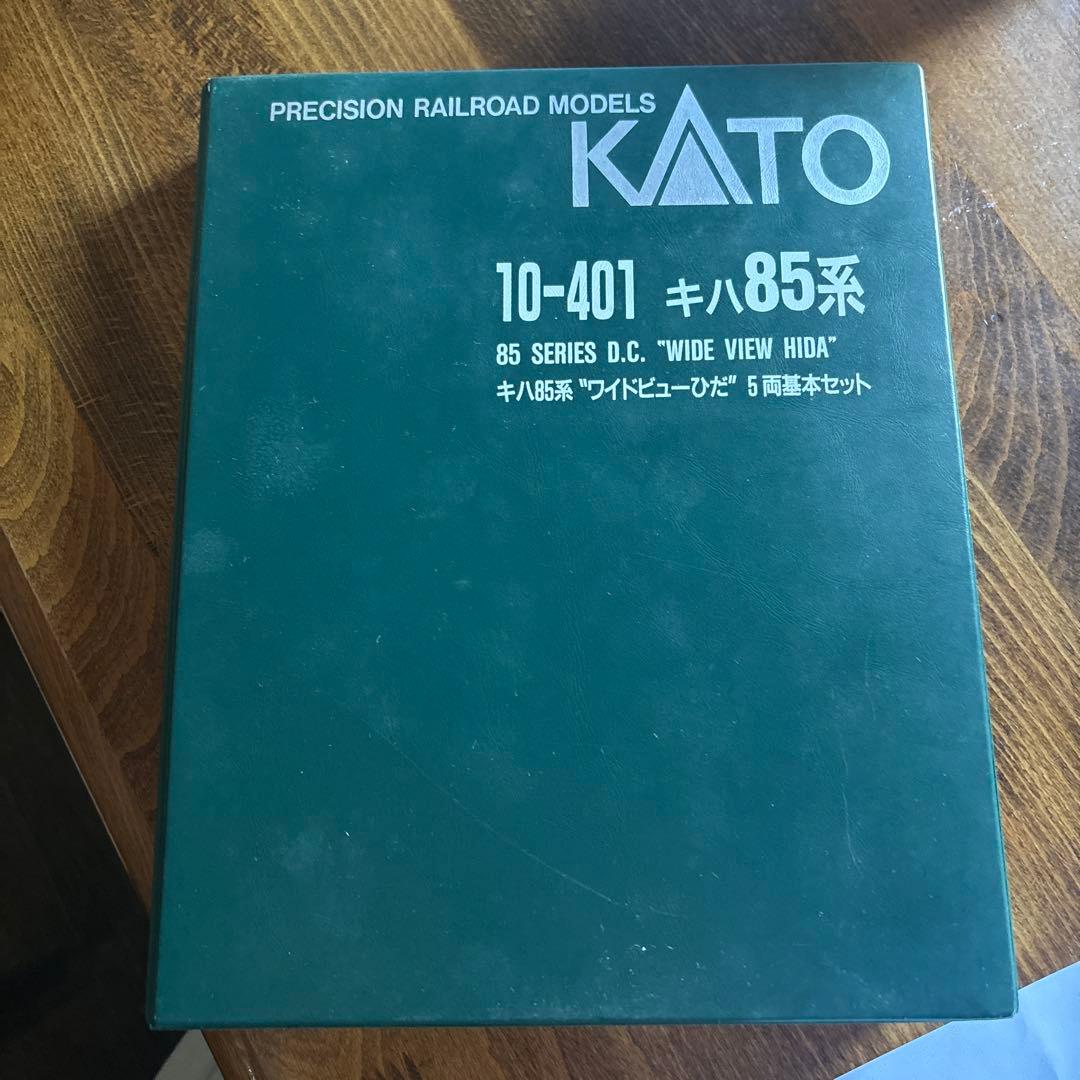 PRECISION RAILROAD MODELS
KATO
10-401 キハ85系
85 SERIES D.C. "WIDE VIEW HIDA"
キハ85系 "ワイドビューひだ" 5両基本セット